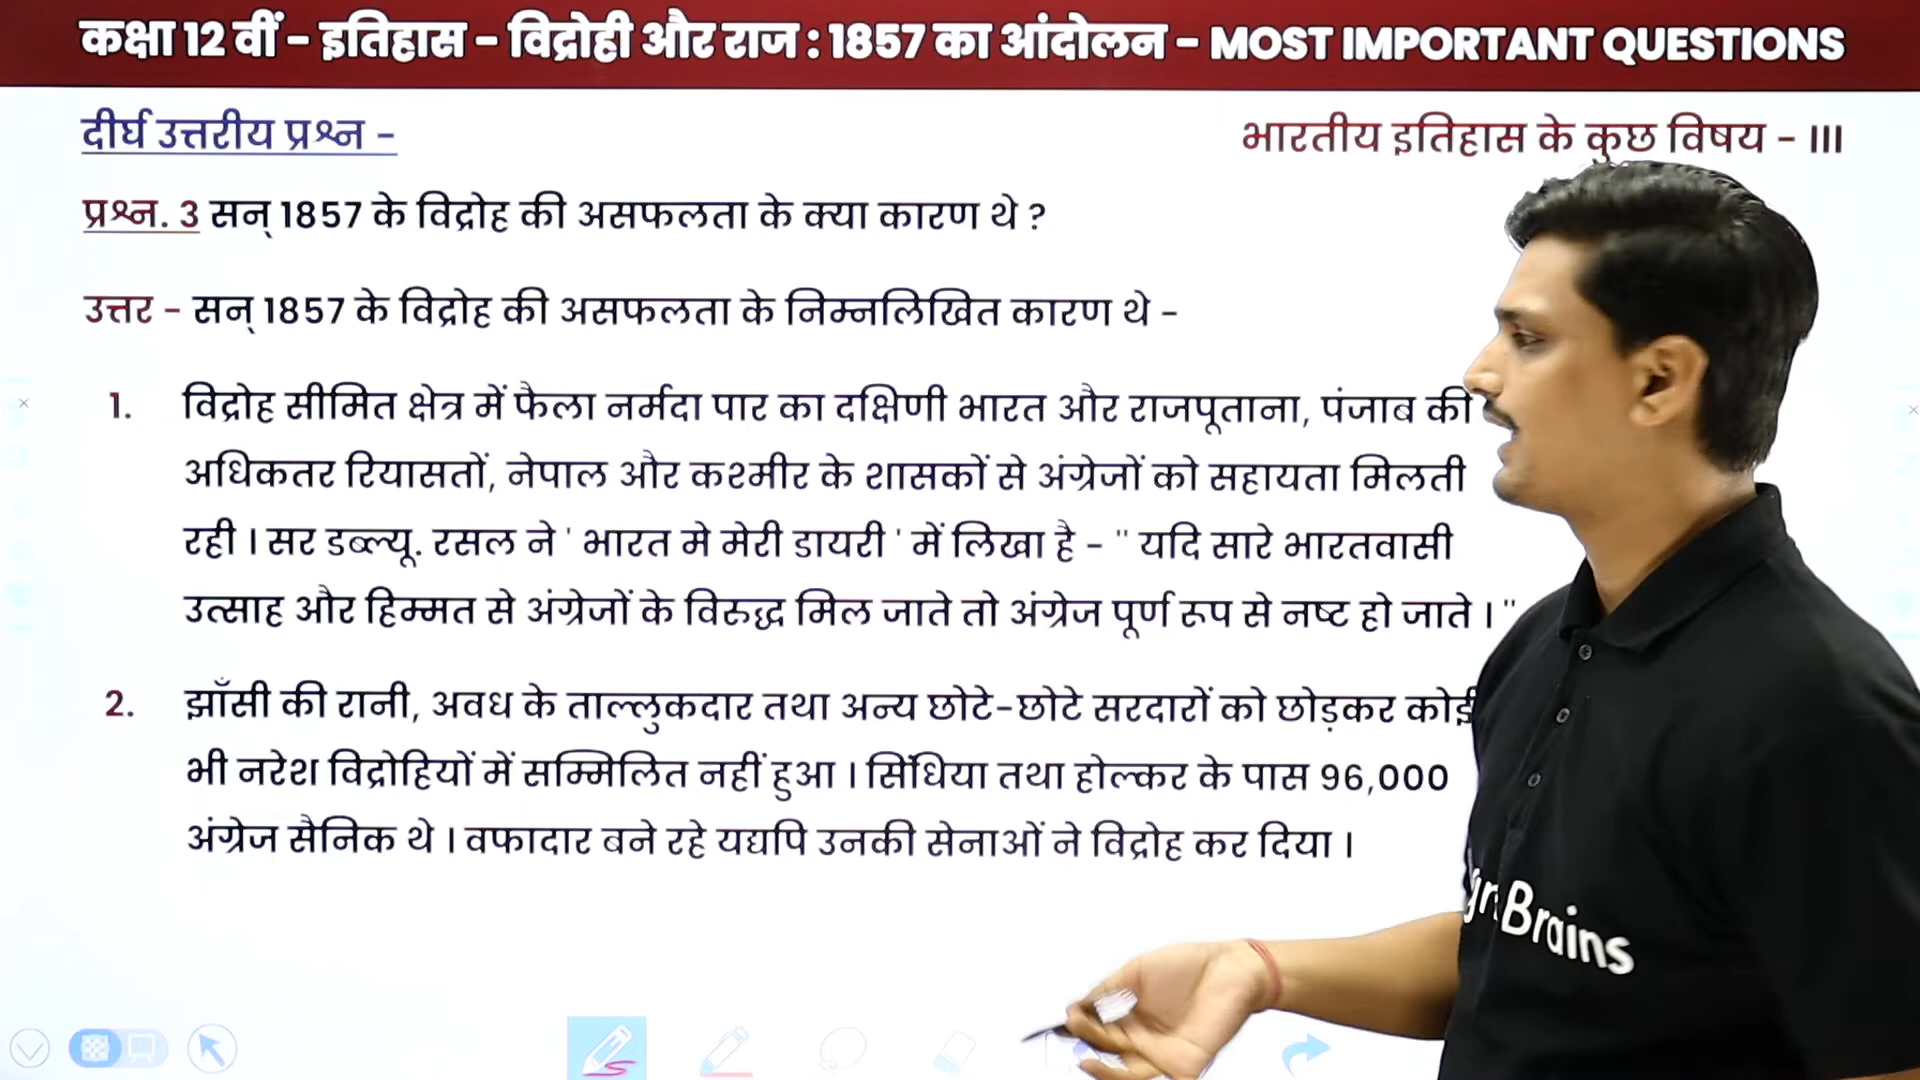 कक्षा 12 वीं - इतिहास - विद्रोही और राज : 1857 का आंदोलन - MOST IMPORTANT QUESTIONS
दीर्घ उत्तरीय प्रश्न -
भारतीय इतिहास के कुछ विषय - III
प्रश्न. 3 सन् 1857 के विद्रोह की असफलता के क्या कारण थे ?
उत्तर - सन् 1857 के विद्रोह की असफलता के निम्नलिखित कारण थे -
1. विद्रोह सीमित क्षेत्र में फैला नर्मदा पार का दक्षिणी भारत और राजपूताना, पंजाब की
अधिकतर रियासतों, नेपाल और कश्मीर के शासकों से अंग्रेजों को सहायता मिलती
रही । सर डब्ल्यू. रसल ने ' भारत मे मेरी डायरी ' में लिखा है - " यदि सारे भारतवासी
उत्साह और हिम्मत से अंग्रेजों के विरुद्ध मिल जाते तो अंग्रेज पूर्ण रूप से नष्ट हो जाते । "
2. झाँसी की रानी, अवध के ताल्लुकदार तथा अन्य छोटे-छोटे सरदारों को छोड़कर कोई
भी नरेश विद्रोहियों में सम्मिलित नहीं हुआ । सिंधिया तथा होल्कर के पास 96,000
अंग्रेज सैनिक थे । वफादार बने रहे यद्यपि उनकी सेनाओं ने विद्रोह कर दिया ।
Brains